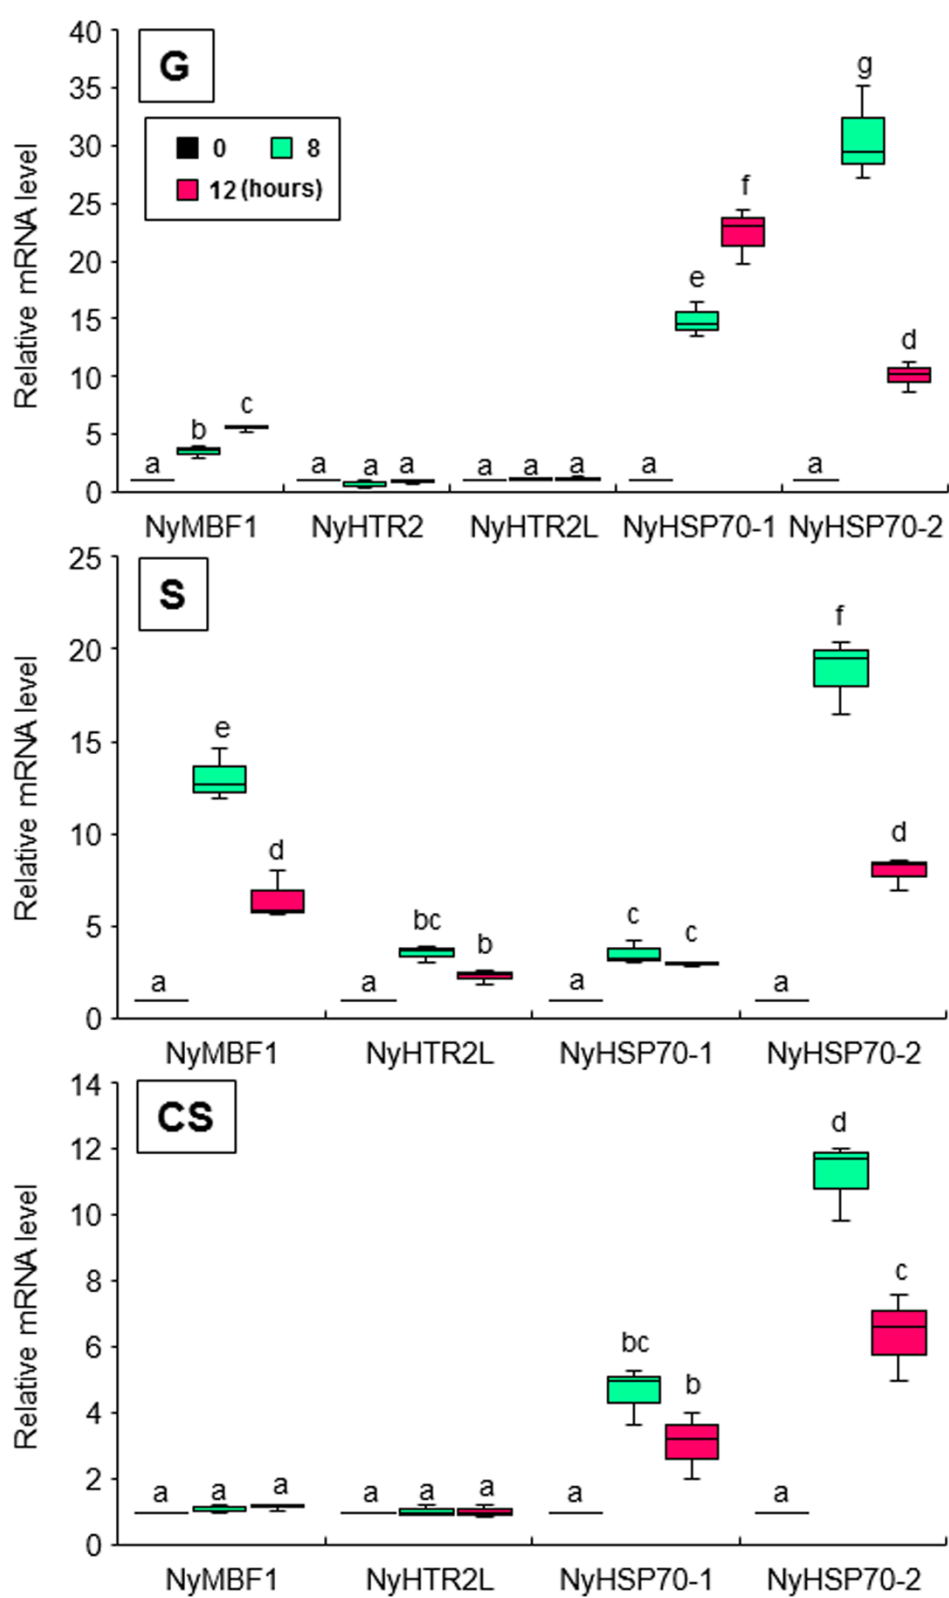 G
0 8
12 (hours)
Relative mRNA level
40
35
30
25
20
15
10
5
0
a b c a a a a a a a e f a g d
NyMBF1 NyHTR2 NyHTR2L NyHSP70-1 NyHSP70-2
S
Relative mRNA level
25
20
15
10
5
0
a e d a bc b a c c a f d
NyMBF1 NyHTR2L NyHSP70-1 NyHSP70-2
CS
Relative mRNA level
14
12
10
8
6
4
2
0
a a a a a a a bc b a d c
NyMBF1 NyHTR2L NyHSP70-1 NyHSP70-2